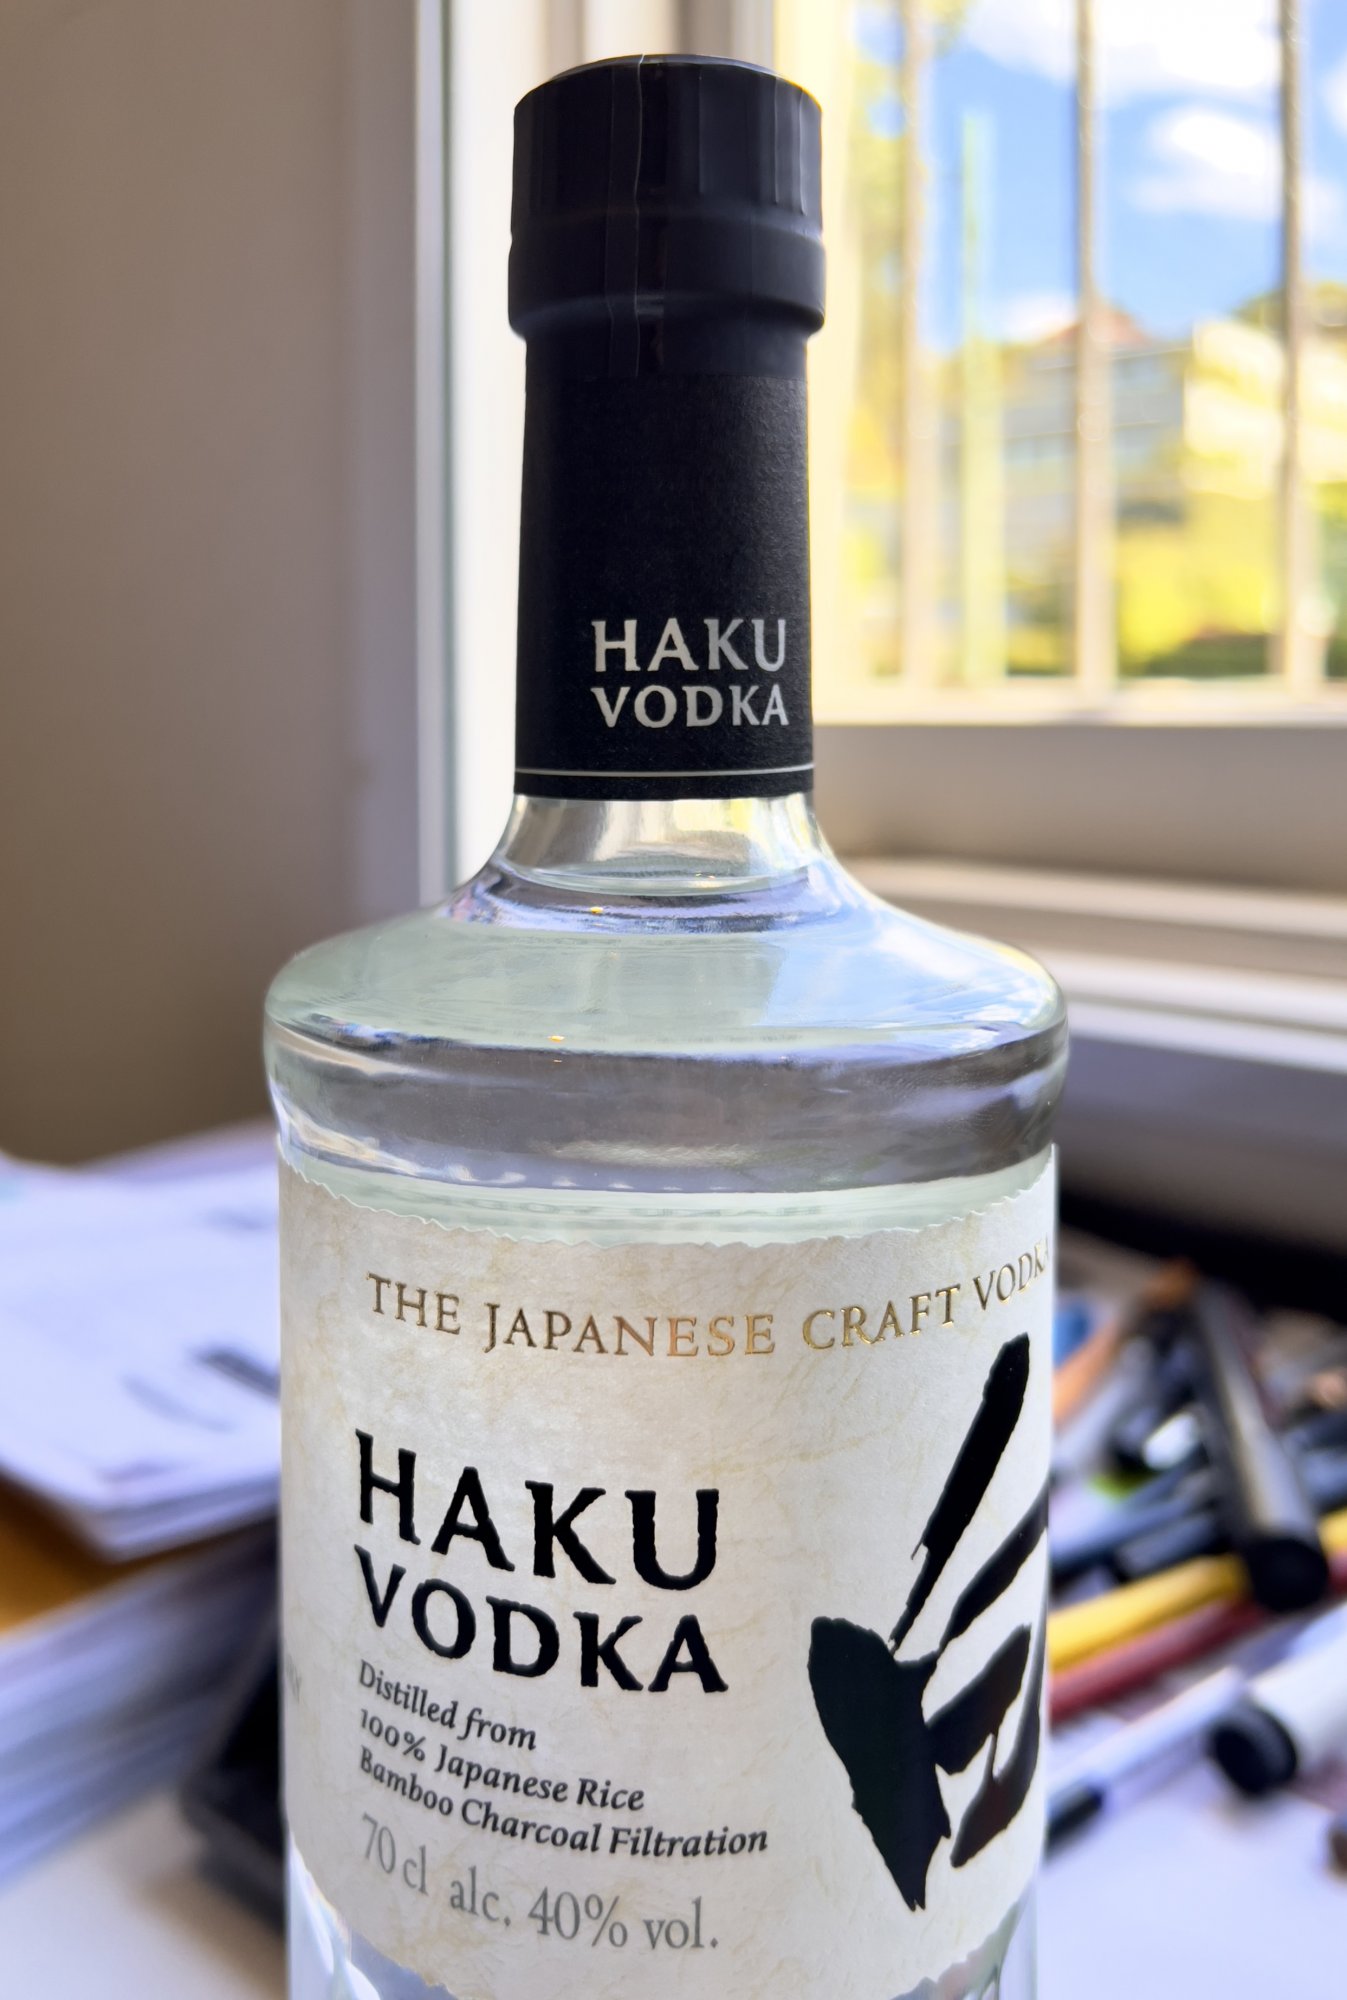 HAKU
VODKA
THE JAPANESE CRAFT VODKA
HAKU
VODKA
白
Distilled from
100% Japanese Rice
Bamboo Charcoal Filtration
70 cl alc. 40% vol.